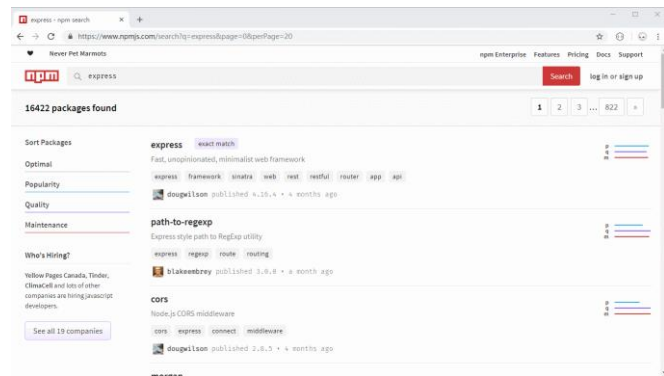 express - npm search
https://www.npmjs.com/search?q=express&page=0&perPage=20
Never Pet Marmots
npm Enterprise Features Pricing Docs Support
npm
express
Search
log in or sign up
16422 packages found
1 2 3 ... 822 »
Sort Packages
Optimal
Popularity
Quality
Maintenance
Who's Hiring?
Yellow Pages Canada, Tinder,
ClimaCell and lots of other
companies are hiring javascript
developers.
See all 19 companies
express exact match
Fast, unopinionated, minimalist web framework
express framework sinatra web rest restful router app api
dougwilson published 4.16.4 • 4 months ago
p
q
m
path-to-regexp
Express style path to RegExp utility
express regexp route routing
blakeembrey published 3.0.0 • a month ago
p
q
m
cors
Node.js CORS middleware
cors express connect middleware
dougwilson published 2.8.5 • 4 months ago
p
q
m